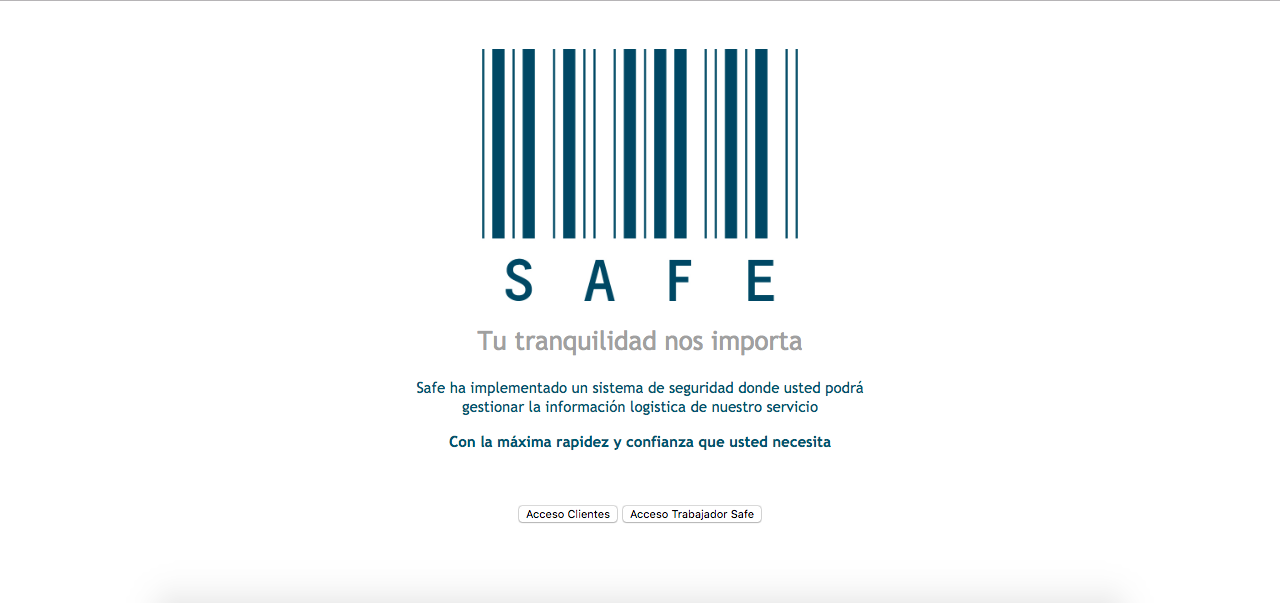 S A F E
Tu tranquilidad nos importa
Safe ha implementado un sistema de seguridad donde usted podrá
gestionar la información logistica de nuestro servicio
Con la máxima rapidez y confianza que usted necesita
Acceso Clientes Acceso Trabajador Safe